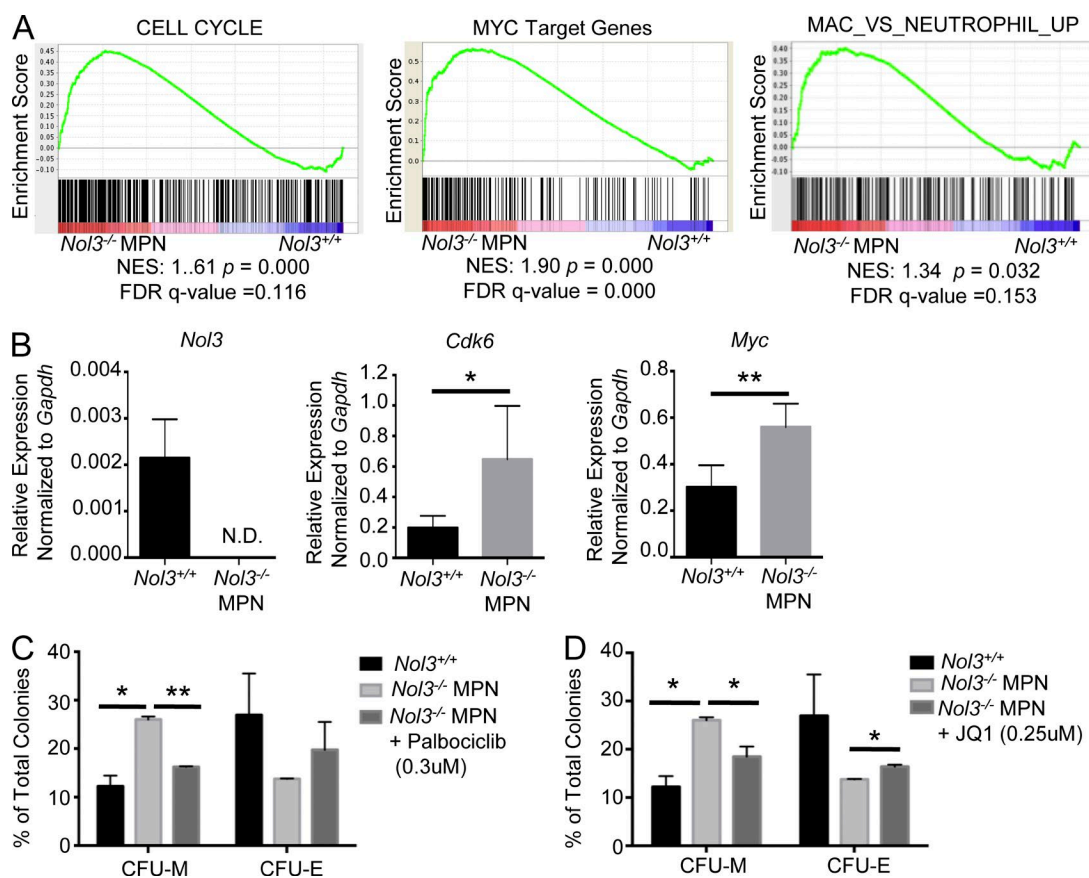 A
CELL CYCLE
MYC Target Genes
MAC_VS_NEUTROPHIL_UP
Enrichment Score
0.45
0.40
0.35
0.30
0.25
0.20
0.15
0.10
0.05
0.00
-0.05
-0.10
Nol3-/- MPN
Nol3+/+
NES: 1..61 p = 0.000
FDR q-value =0.116
Enrichment Score
0.5
0.4
0.3
0.2
0.1
0.0
Nol3-/- MPN
Nol3+/+
NES: 1.90 p = 0.000
FDR q-value = 0.000
Enrichment Score
0.40
0.35
0.30
0.25
0.20
0.15
0.10
0.05
0.00
-0.05
Nol3-/- MPN
Nol3+/+
NES: 1.34 p = 0.032
FDR q-value =0.153
B
Nol3
Relative Expression
Normalized to Gapdh
0.004
0.003
0.002
0.001
0.000
N.D.
Nol3+/+
Nol3-/-
MPN
Cdk6
Relative Expression
Normalized to Gapdh
1.2
1.0
0.8
0.6
0.4
0.2
0.0
*
Nol3+/+
Nol3-/-
MPN
Myc
Relative Expression
Normalized to Gapdh
0.8
0.6
0.4
0.2
0.0
**
Nol3+/+
Nol3-/-
MPN
C
% of Total Colonies
40
30
20
10
0
* **
CFU-M
CFU-E
Nol3+/+
Nol3-/- MPN
Nol3-/- MPN
+ Palbociclib
(0.3uM)
D
% of Total Colonies
40
30
20
10
0
* *
*
CFU-M
CFU-E
Nol3+/+
Nol3-/- MPN
Nol3-/- MPN
+ JQ1 (0.25uM)